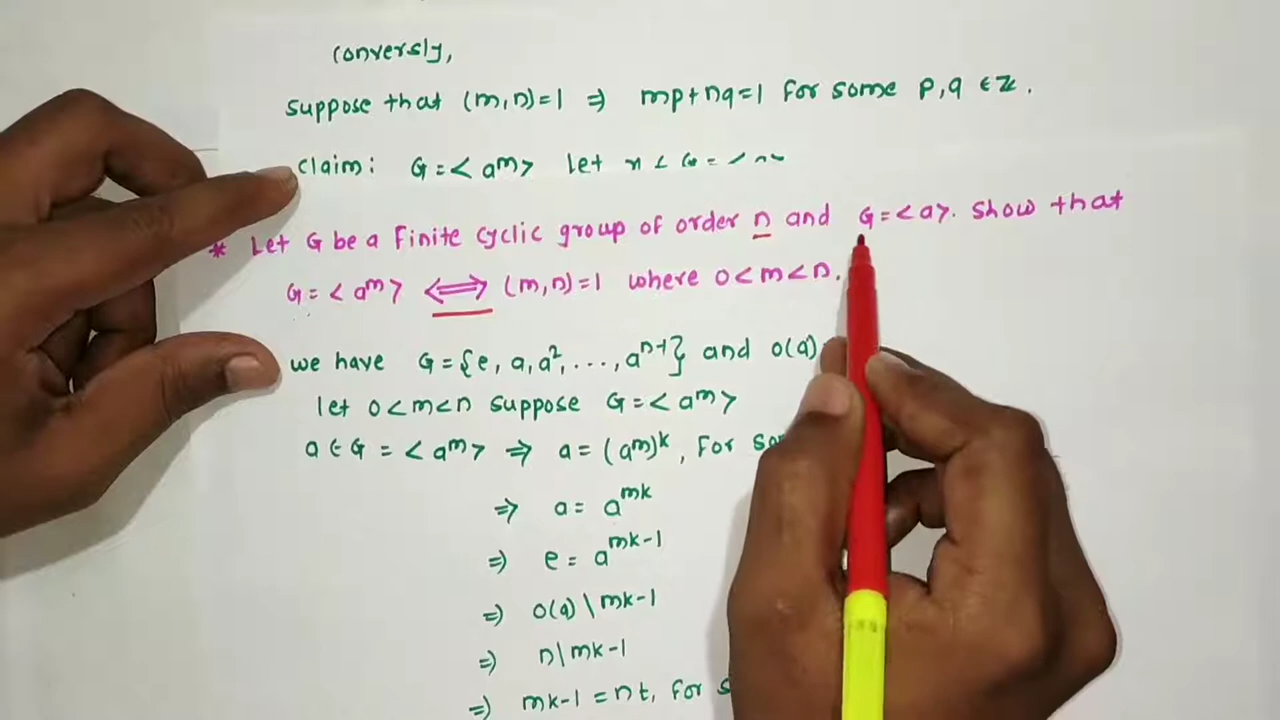 Conversly,
suppose that (m,n)=1 ⇒ mp+nq=1 for some p,q ∈ Z.
Claim: G=<aᵐ> let
* Let G be a Finite cyclic group of order n and G=<a>. Show that
G=<aᵐ> ⟺ (m,n)=1 where 0<m<n.
we have G={e, a, a², ..., aⁿ⁻¹} and o(a)
let 0<m<n suppose G=<aᵐ>
a ∈ G = <aᵐ> ⇒ a=(aᵐ)ᵏ, For
⇒ a = aᵐᵏ
⇒ e = aᵐᵏ⁻¹
⇒ o(a) \ mk-1
⇒ n \ mk-1
⇒ mk-1 = nt, for